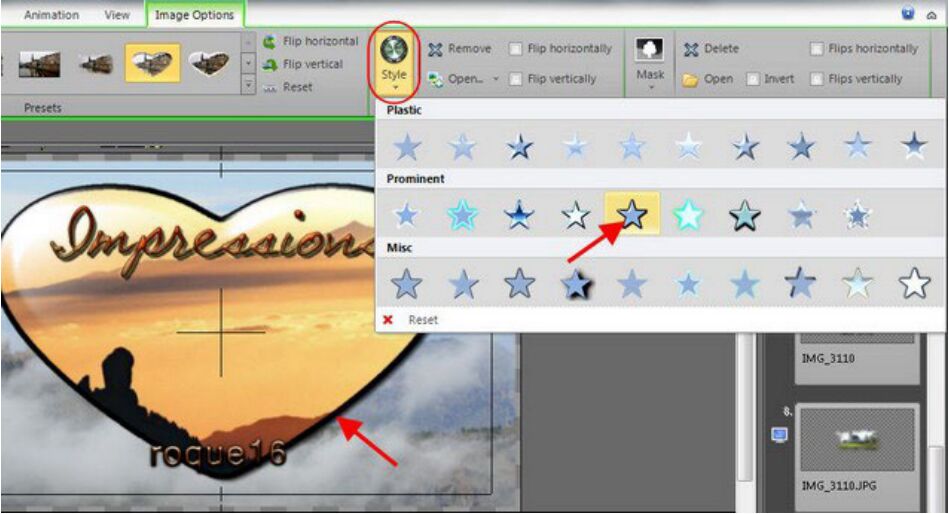 Animation View Image Options
Flip horizontal
Flip vertical
Reset
Presets
Style
Remove Flip horizontally
Open... Flip vertically
Mask
Delete Flips horizontally
Open Invert Flips vertically
Plastic
Prominent
Misc
Reset
Impressions
roque16
IMG_3110
8.
IMG_3110.JPG